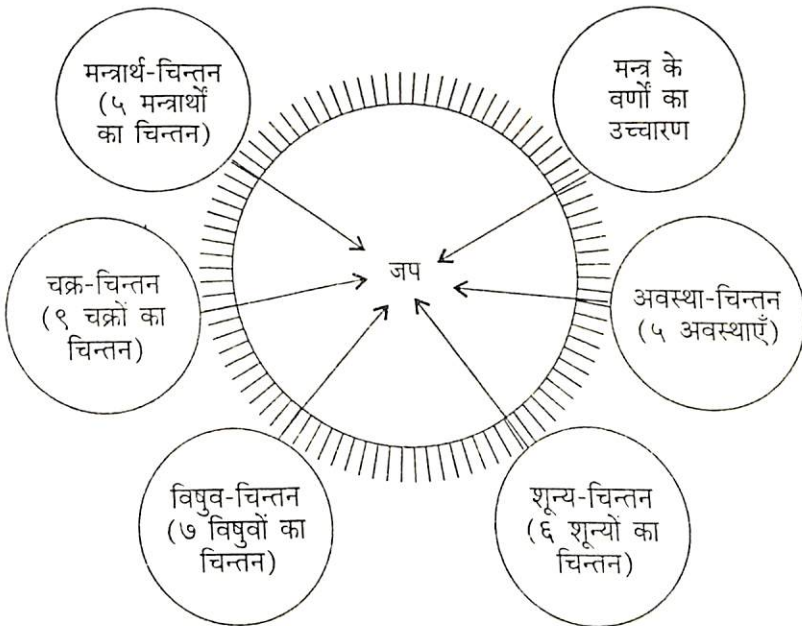 मन्त्रार्थ-चिन्तन
(५ मन्त्रार्थों
का चिन्तन)
मन्त्र के
वर्णों का
उच्चारण
चक्र-चिन्तन
(९ चक्रों का
चिन्तन)
जप
अवस्था-चिन्तन
(५ अवस्थाएँ)
विषुव-चिन्तन
(७ विषुवों का
चिन्तन)
शून्य-चिन्तन
(६ शून्यों का
चिन्तन)